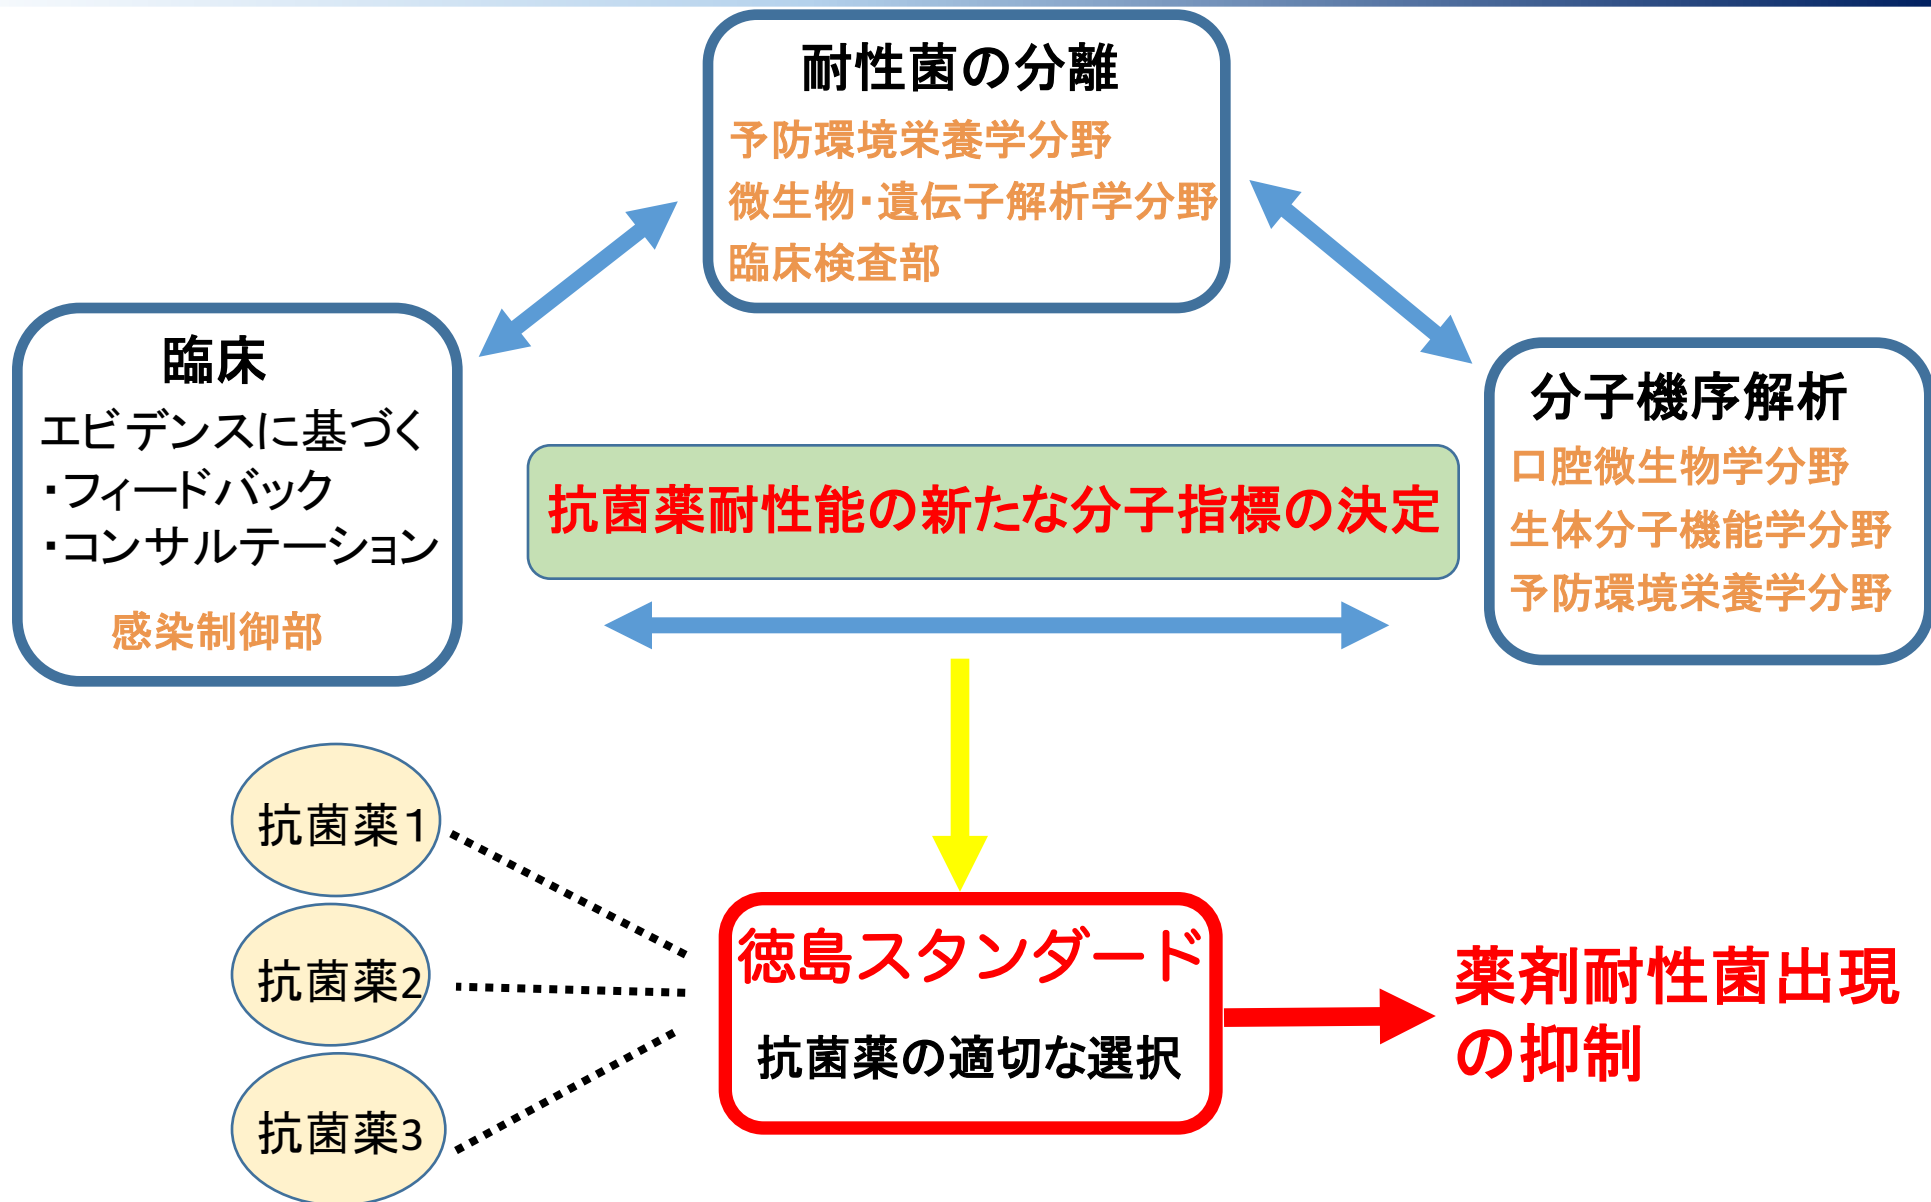 耐性菌の分離
予防環境栄養学分野
微生物・遺伝子解析学分野
臨床検査部
臨床
エビデンスに基づく
・フィードバック
・コンサルテーション
感染制御部
抗菌薬耐性能の新たな分子指標の決定
分子機序解析
口腔微生物学分野
生体分子機能学分野
予防環境栄養学分野
抗菌薬1
抗菌薬2
抗菌薬3
徳島スタンダード
抗菌薬の適切な選択
薬剤耐性菌出現
の抑制